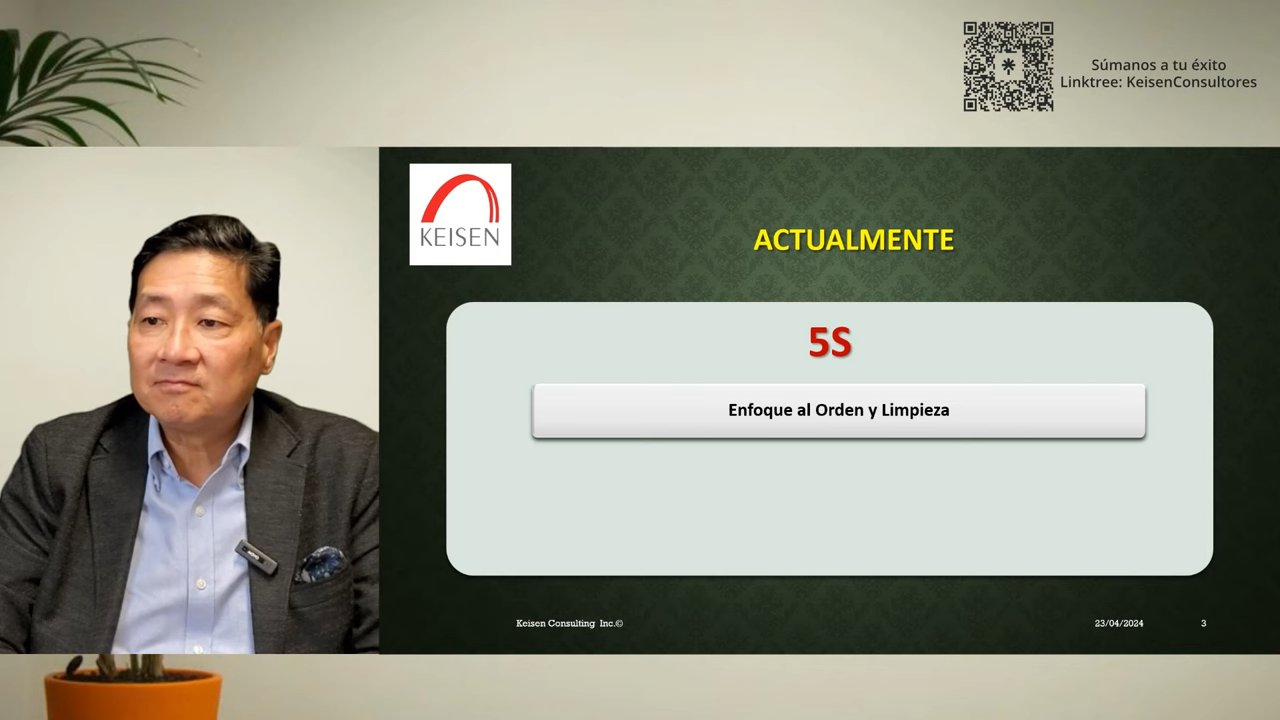 Súmanos a tu éxito
Linktree: KeisenConsultores
KEISEN
ACTUALMENTE
5S
Enfoque al Orden y Limpieza
Keisen Consulting Inc.©
23/04/2024
3